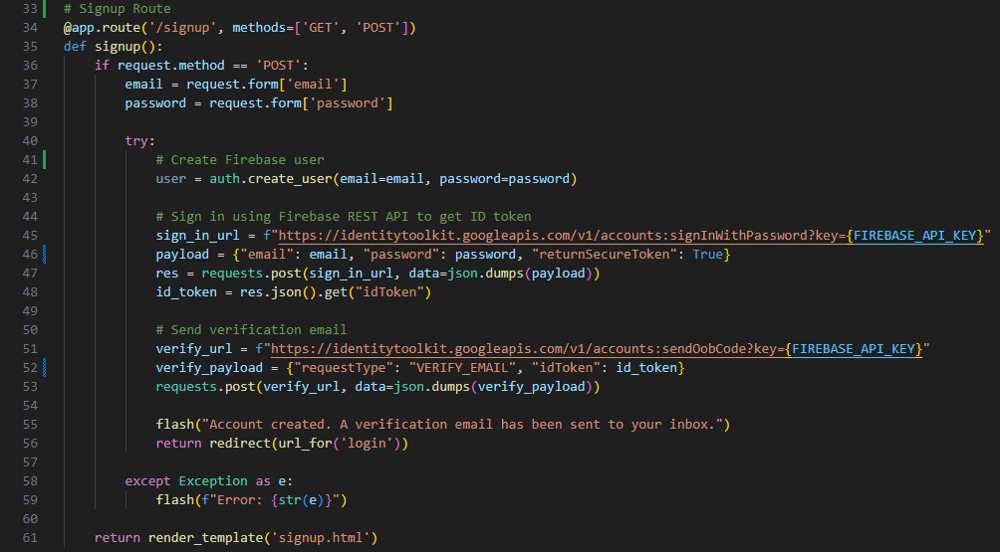 33 # Signup Route
34 @app.route('/signup', methods=['GET', 'POST'])
35 def signup():
36     if request.method == 'POST':
37         email = request.form['email']
38         password = request.form['password']
39
40         try:
41             # Create Firebase user
42             user = auth.create_user(email=email, password=password)
43
44             # Sign in using Firebase REST API to get ID token
45             sign_in_url = f"https://identitytoolkit.googleapis.com/v1/accounts:signInWithPassword?key={FIREBASE_API_KEY}"
46             payload = {"email": email, "password": password, "returnSecureToken": True}
47             res = requests.post(sign_in_url, data=json.dumps(payload))
48             id_token = res.json().get("idToken")
49
50             # Send verification email
51             verify_url = f"https://identitytoolkit.googleapis.com/v1/accounts:sendOobCode?key={FIREBASE_API_KEY}"
52             verify_payload = {"requestType": "VERIFY_EMAIL", "idToken": id_token}
53             requests.post(verify_url, data=json.dumps(verify_payload))
54
55             flash("Account created. A verification email has been sent to your inbox.")
56             return redirect(url_for('login'))
57
58         except Exception as e:
59             flash(f"Error: {str(e)}")
60
61     return render_template('signup.html')